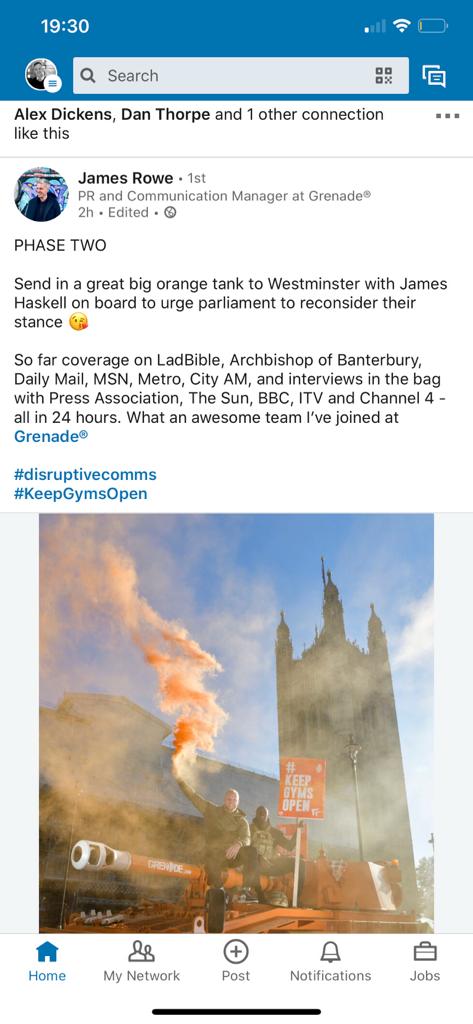 19:30
Search
Alex Dickens, Dan Thorpe and 1 other connection
like this
James Rowe • 1st
PR and Communication Manager at Grenade®
2h • Edited •
PHASE TWO
Send in a great big orange tank to Westminster with James
Haskell on board to urge parliament to reconsider their
stance 😘
So far coverage on LadBible, Archbishop of Banterbury,
Daily Mail, MSN, Metro, City AM, and interviews in the bag
with Press Association, The Sun, BBC, ITV and Channel 4 -
all in 24 hours. What an awesome team I've joined at
Grenade®
#disruptivecomms
#KeepGymsOpen
#
KEEP
GYMS
OPEN
GRENADE.com
Home
My Network
Post
Notifications
Jobs